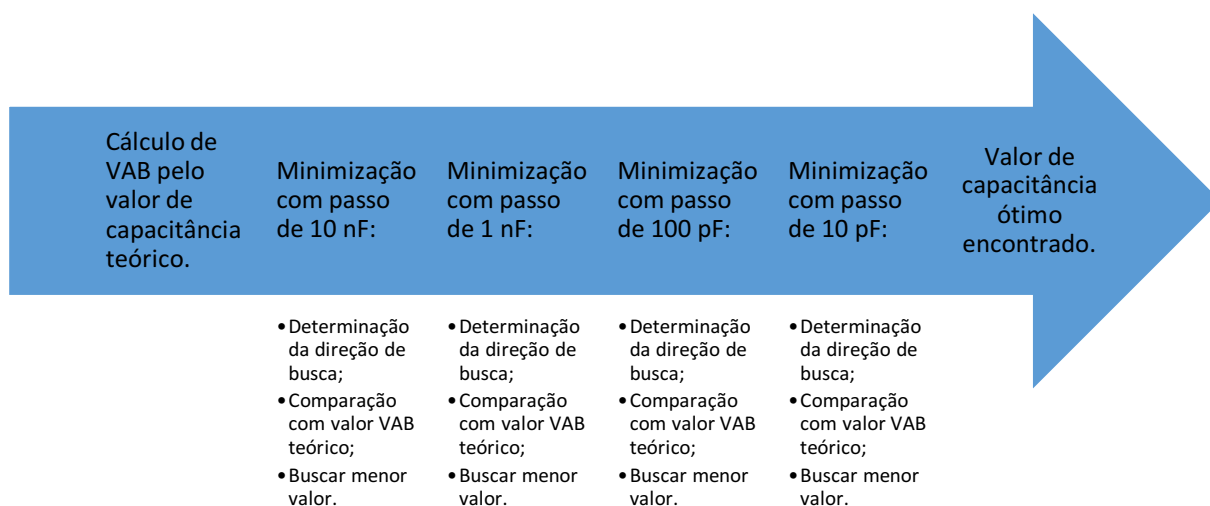 Cálculo de
VAB pelo
valor de
capacitância
teórico.
Minimização
com passo
de 10 nF:
•Determinação
da direção de
busca;
•Comparação
com valor VAB
teórico;
•Buscar menor
valor.
Minimização
com passo
de 1 nF:
•Determinação
da direção de
busca;
•Comparação
com valor VAB
teórico;
•Buscar menor
valor.
Minimização
com passo
de 100 pF:
•Determinação
da direção de
busca;
•Comparação
com valor VAB
teórico;
•Buscar menor
valor.
Minimização
com passo
de 10 pF:
•Determinação
da direção de
busca;
•Comparação
com valor VAB
teórico;
•Buscar menor
valor.
Valor de
capacitância
ótimo
encontrado.